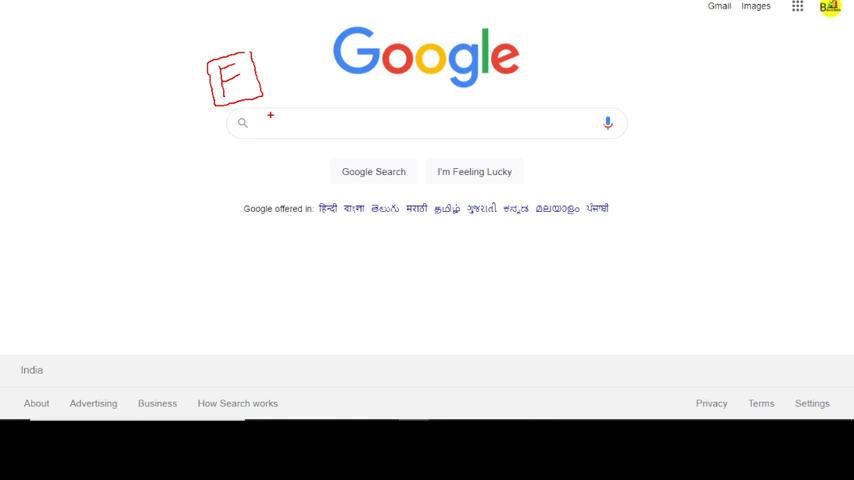 Gmail Images
Google
E
Google Search I'm Feeling Lucky
Google offered in: हिन्दी বাংলা తెలుగు मराठी தமிழ் ગુજરાતી ಕನ್ನಡ മലയാളം ਪੰਜਾਬੀ
India
About Advertising Business How Search works Privacy Terms Settings